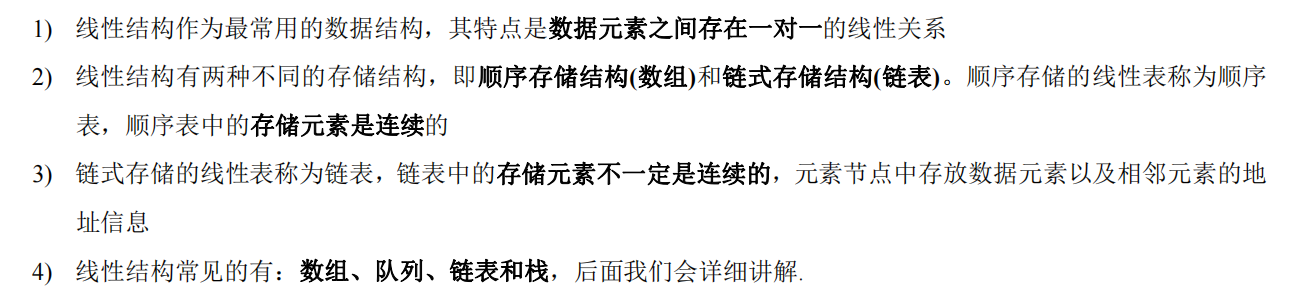 1) 线性结构作为最常用的数据结构，其特点是数据元素之间存在一对一的线性关系
2) 线性结构有两种不同的存储结构，即顺序存储结构(数组)和链式存储结构(链表)。顺序存储的线性表称为顺序
表，顺序表中的存储元素是连续的
3) 链式存储的线性表称为链表，链表中的存储元素不一定是连续的，元素节点中存放数据元素以及相邻元素的地
址信息
4) 线性结构常见的有：数组、队列、链表和栈，后面我们会详细讲解.